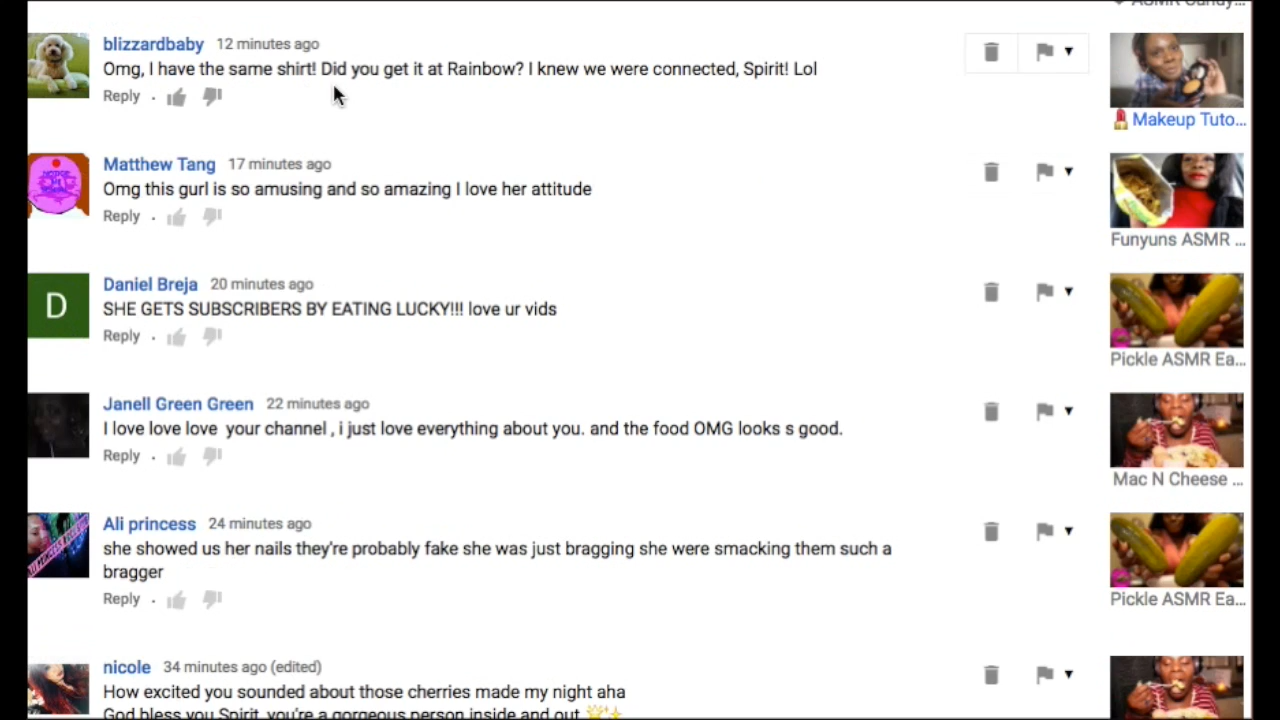 ASMR Candy...
blizzardbaby 12 minutes ago
Omg, I have the same shirt! Did you get it at Rainbow? I knew we were connected, Spirit! Lol
Reply
Makeup Tuto...
Matthew Tang 17 minutes ago
Omg this gurl is so amusing and so amazing I love her attitude
Reply
Funyuns ASMR ...
D
Daniel Breja 20 minutes ago
SHE GETS SUBSCRIBERS BY EATING LUCKY!!! love ur vids
Reply
Pickle ASMR Ea...
Janell Green Green 22 minutes ago
I love love love your channel , i just love everything about you. and the food OMG looks s good.
Reply
Mac N Cheese ...
Ali princess 24 minutes ago
she showed us her nails they're probably fake she was just bragging she were smacking them such a
bragger
Reply
Pickle ASMR Ea...
nicole 34 minutes ago (edited)
How excited you sounded about those cherries made my night aha
God bless you Spirit, you're a gorgeous person inside and out